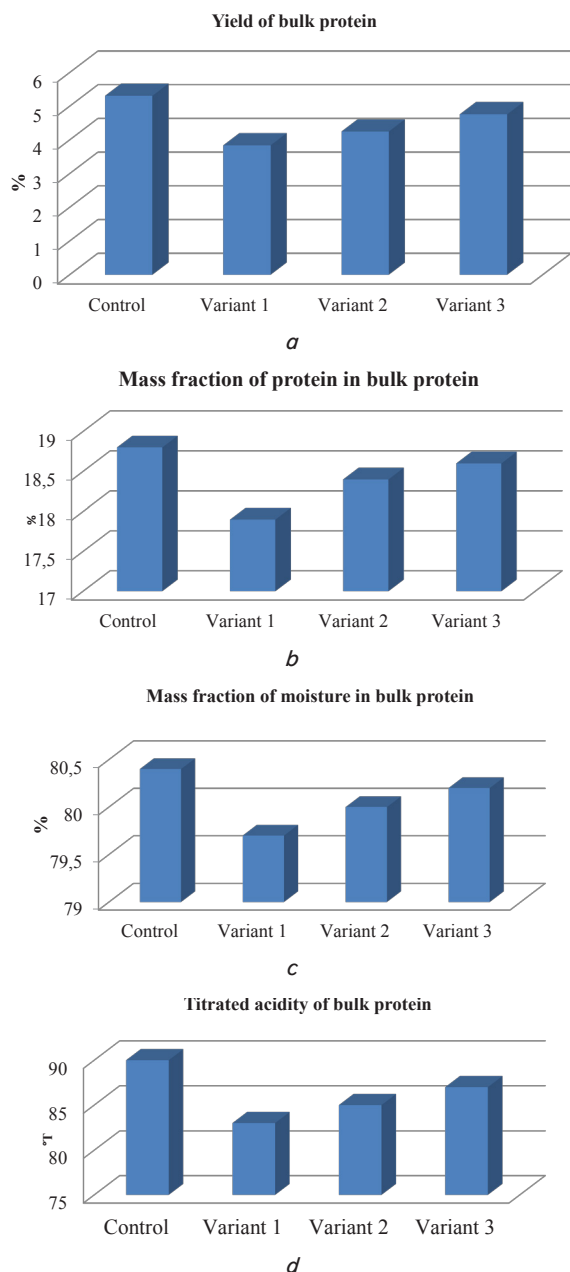 Yield of bulk protein
6
5
4
3
2
1
0
%
Control Variant 1 Variant 2 Variant 3
a
Mass fraction of protein in bulk protein
19
18,5
18
17,5
17
%
Control Variant 1 Variant 2 Variant 3
b
Mass fraction of moisture in bulk protein
80,5
80
79,5
79
%
Control Variant 1 Variant 2 Variant 3
c
Titrated acidity of bulk protein
90
85
80
75
°T
Control Variant 1 Variant 2 Variant 3
d